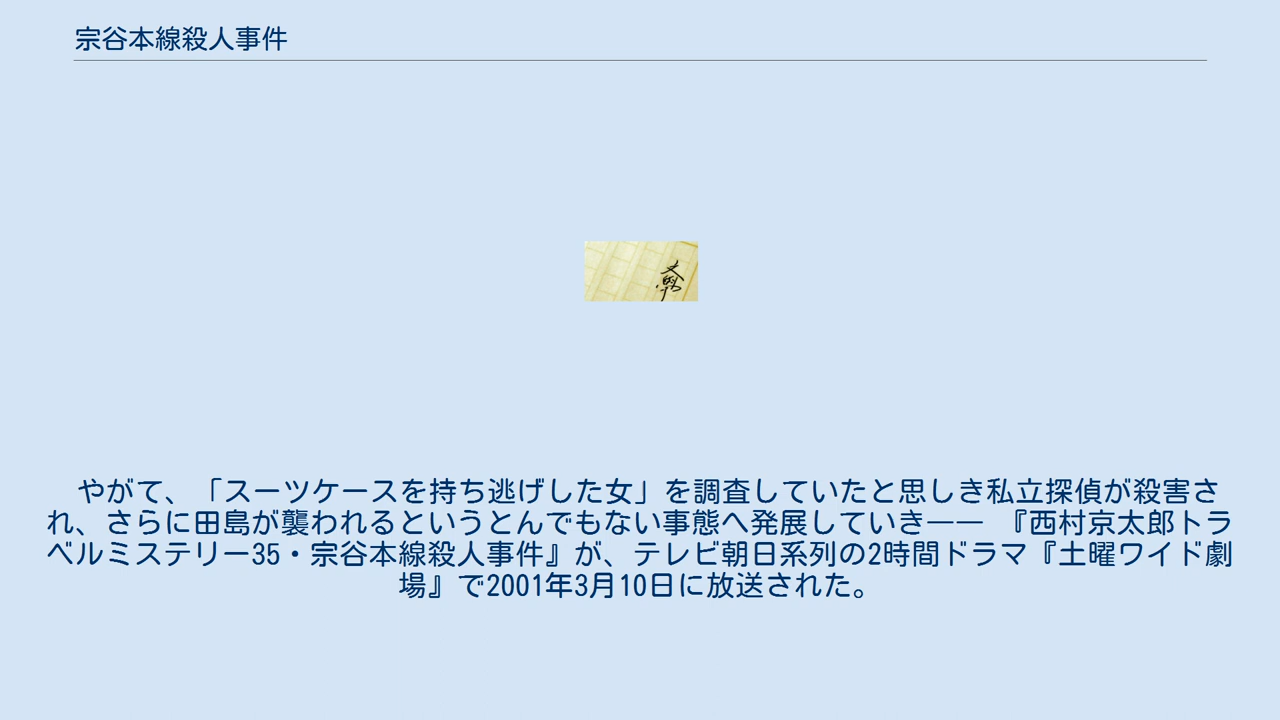 宗谷本線殺人事件
やがて、「スーツケースを持ち逃げした女」を調査していたと思しき私立探偵が殺害さ
れ、さらに田島が襲われるというとんでもない事態へ発展していき―― 『西村京太郎トラ
ベルミステリー35・宗谷本線殺人事件』が、テレビ朝日系列の2時間ドラマ『土曜ワイド劇
場』で2001年3月10日に放送された。